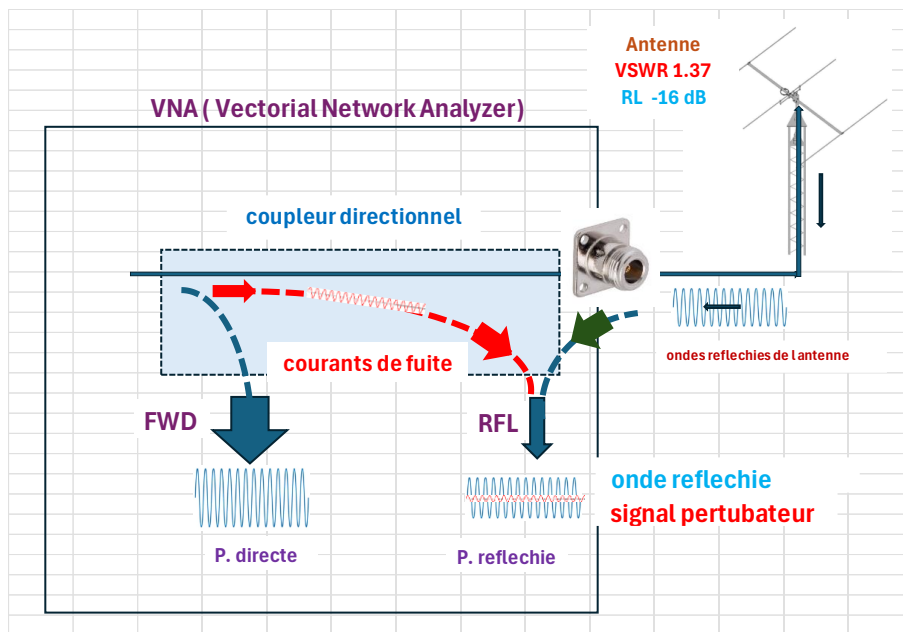 Antenne
VSWR 1.37
RL -16 dB
VNA ( Vectorial Network Analyzer)
coupleur directionnel
ondes reflechies de l antenne
courants de fuite
FWD
RFL
onde reflechie
signal pertubateur
P. directe
P. reflechie